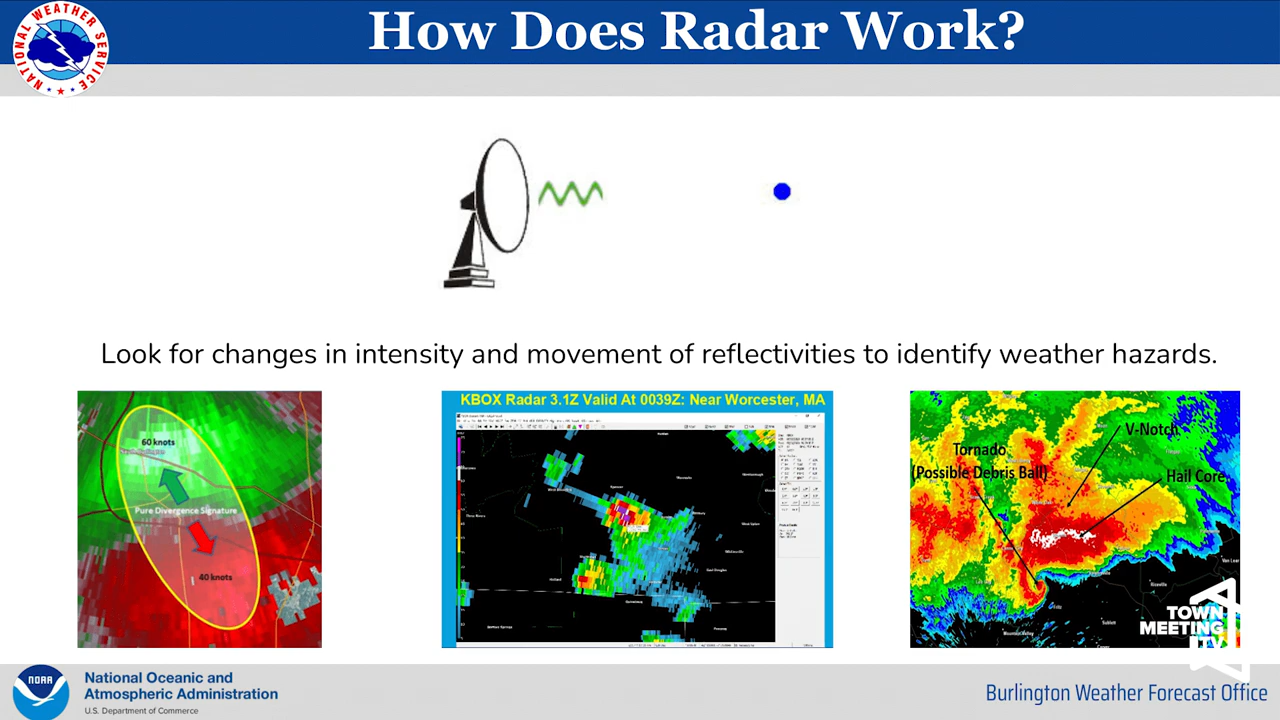 How Does Radar Work?
NATIONAL WEATHER SERVICE
Look for changes in intensity and movement of reflectivities to identify weather hazards.
60 knots
Pure Divergence Signature
40 knots
KBOX Radar 3.1Z Valid At 0039Z: Near Worcester, MA
V-Notch
Tornado
(Possible Debris Ball)
Hail Core
TOWN
MEETING
TV
NOAA
National Oceanic and
Atmospheric Administration
U.S. Department of Commerce
Burlington Weather Forecast Office